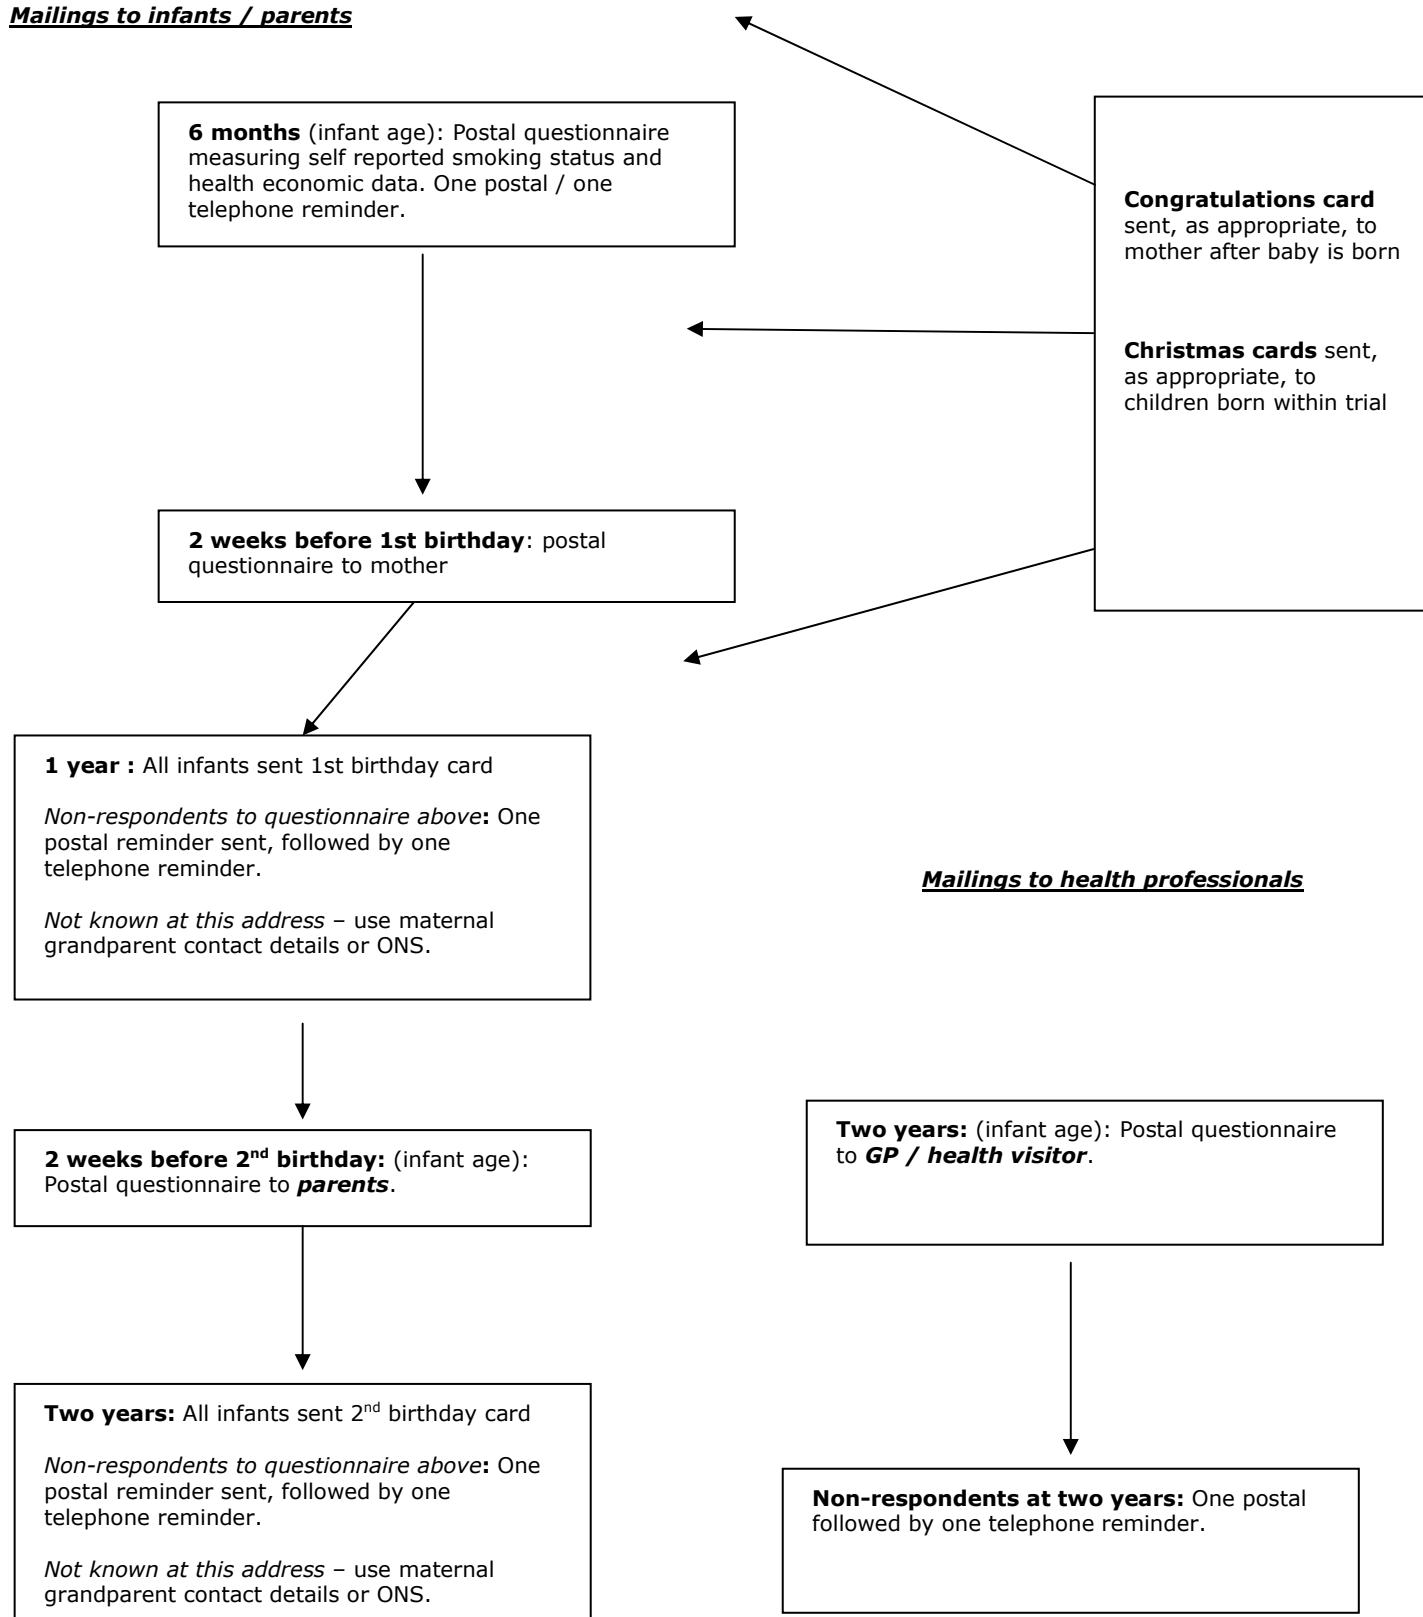 Mailings to infants / parents
6 months (infant age): Postal questionnaire
measuring self reported smoking status and
health economic data. One postal / one
telephone reminder.
Congratulations card
sent, as appropriate, to
mother after baby is born
Christmas cards sent,
as appropriate, to
children born within trial
2 weeks before 1st birthday: postal
questionnaire to mother
1 year : All infants sent 1st birthday card
Non-respondents to questionnaire above: One
postal reminder sent, followed by one
telephone reminder.
Not known at this address – use maternal
grandparent contact details or ONS.
Mailings to health professionals
2 weeks before 2nd birthday: (infant age):
Postal questionnaire to parents.
Two years: (infant age): Postal questionnaire
to GP / health visitor.
Two years: All infants sent 2nd birthday card
Non-respondents to questionnaire above: One
postal reminder sent, followed by one
telephone reminder.
Not known at this address – use maternal
grandparent contact details or ONS.
Non-respondents at two years: One postal
followed by one telephone reminder.